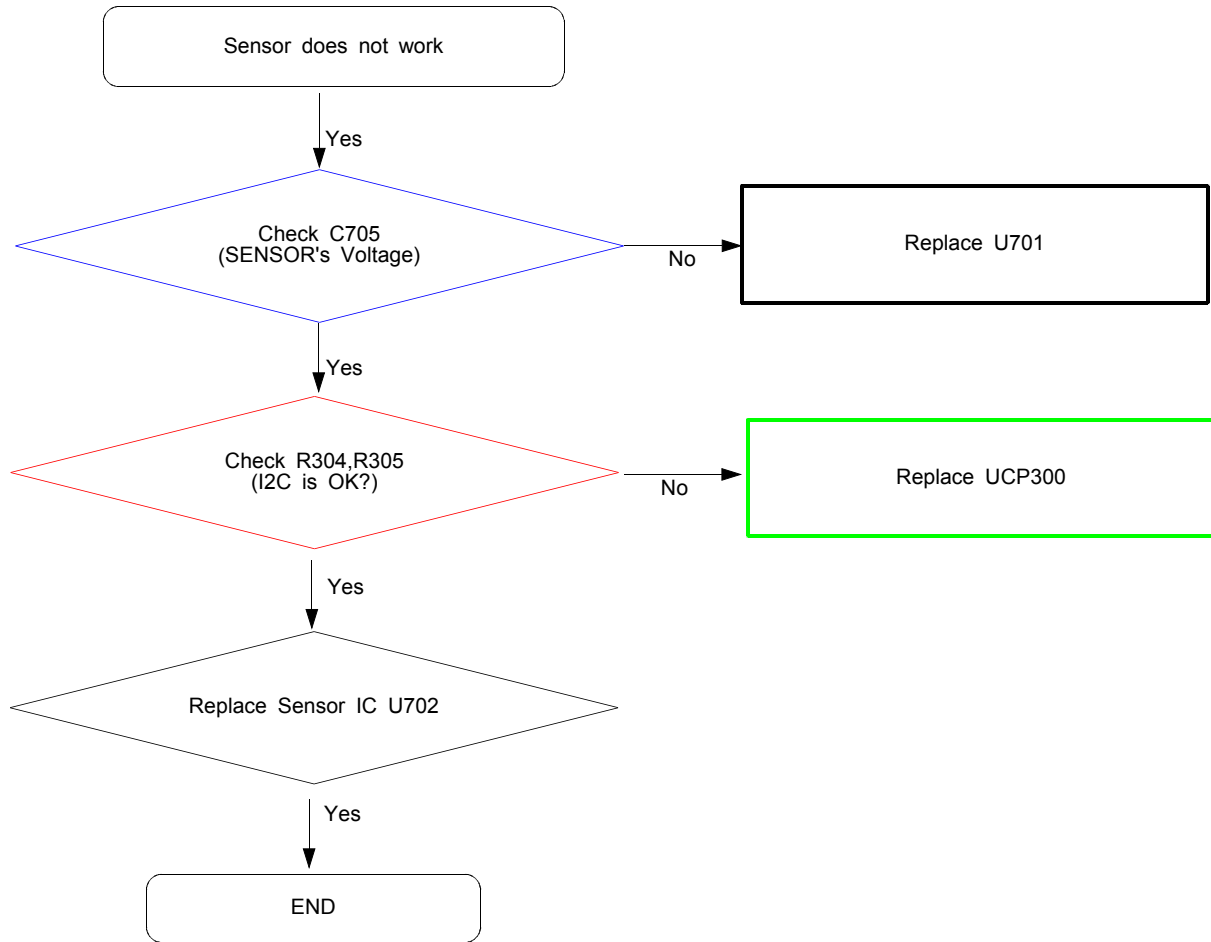 Sensor does not work
Yes
Check C705
(SENSOR's Voltage)
No
Replace U701
Yes
Check R304,R305
(I2C is OK?)
No
Replace UCP300
Yes
Replace Sensor IC U702
Yes
END